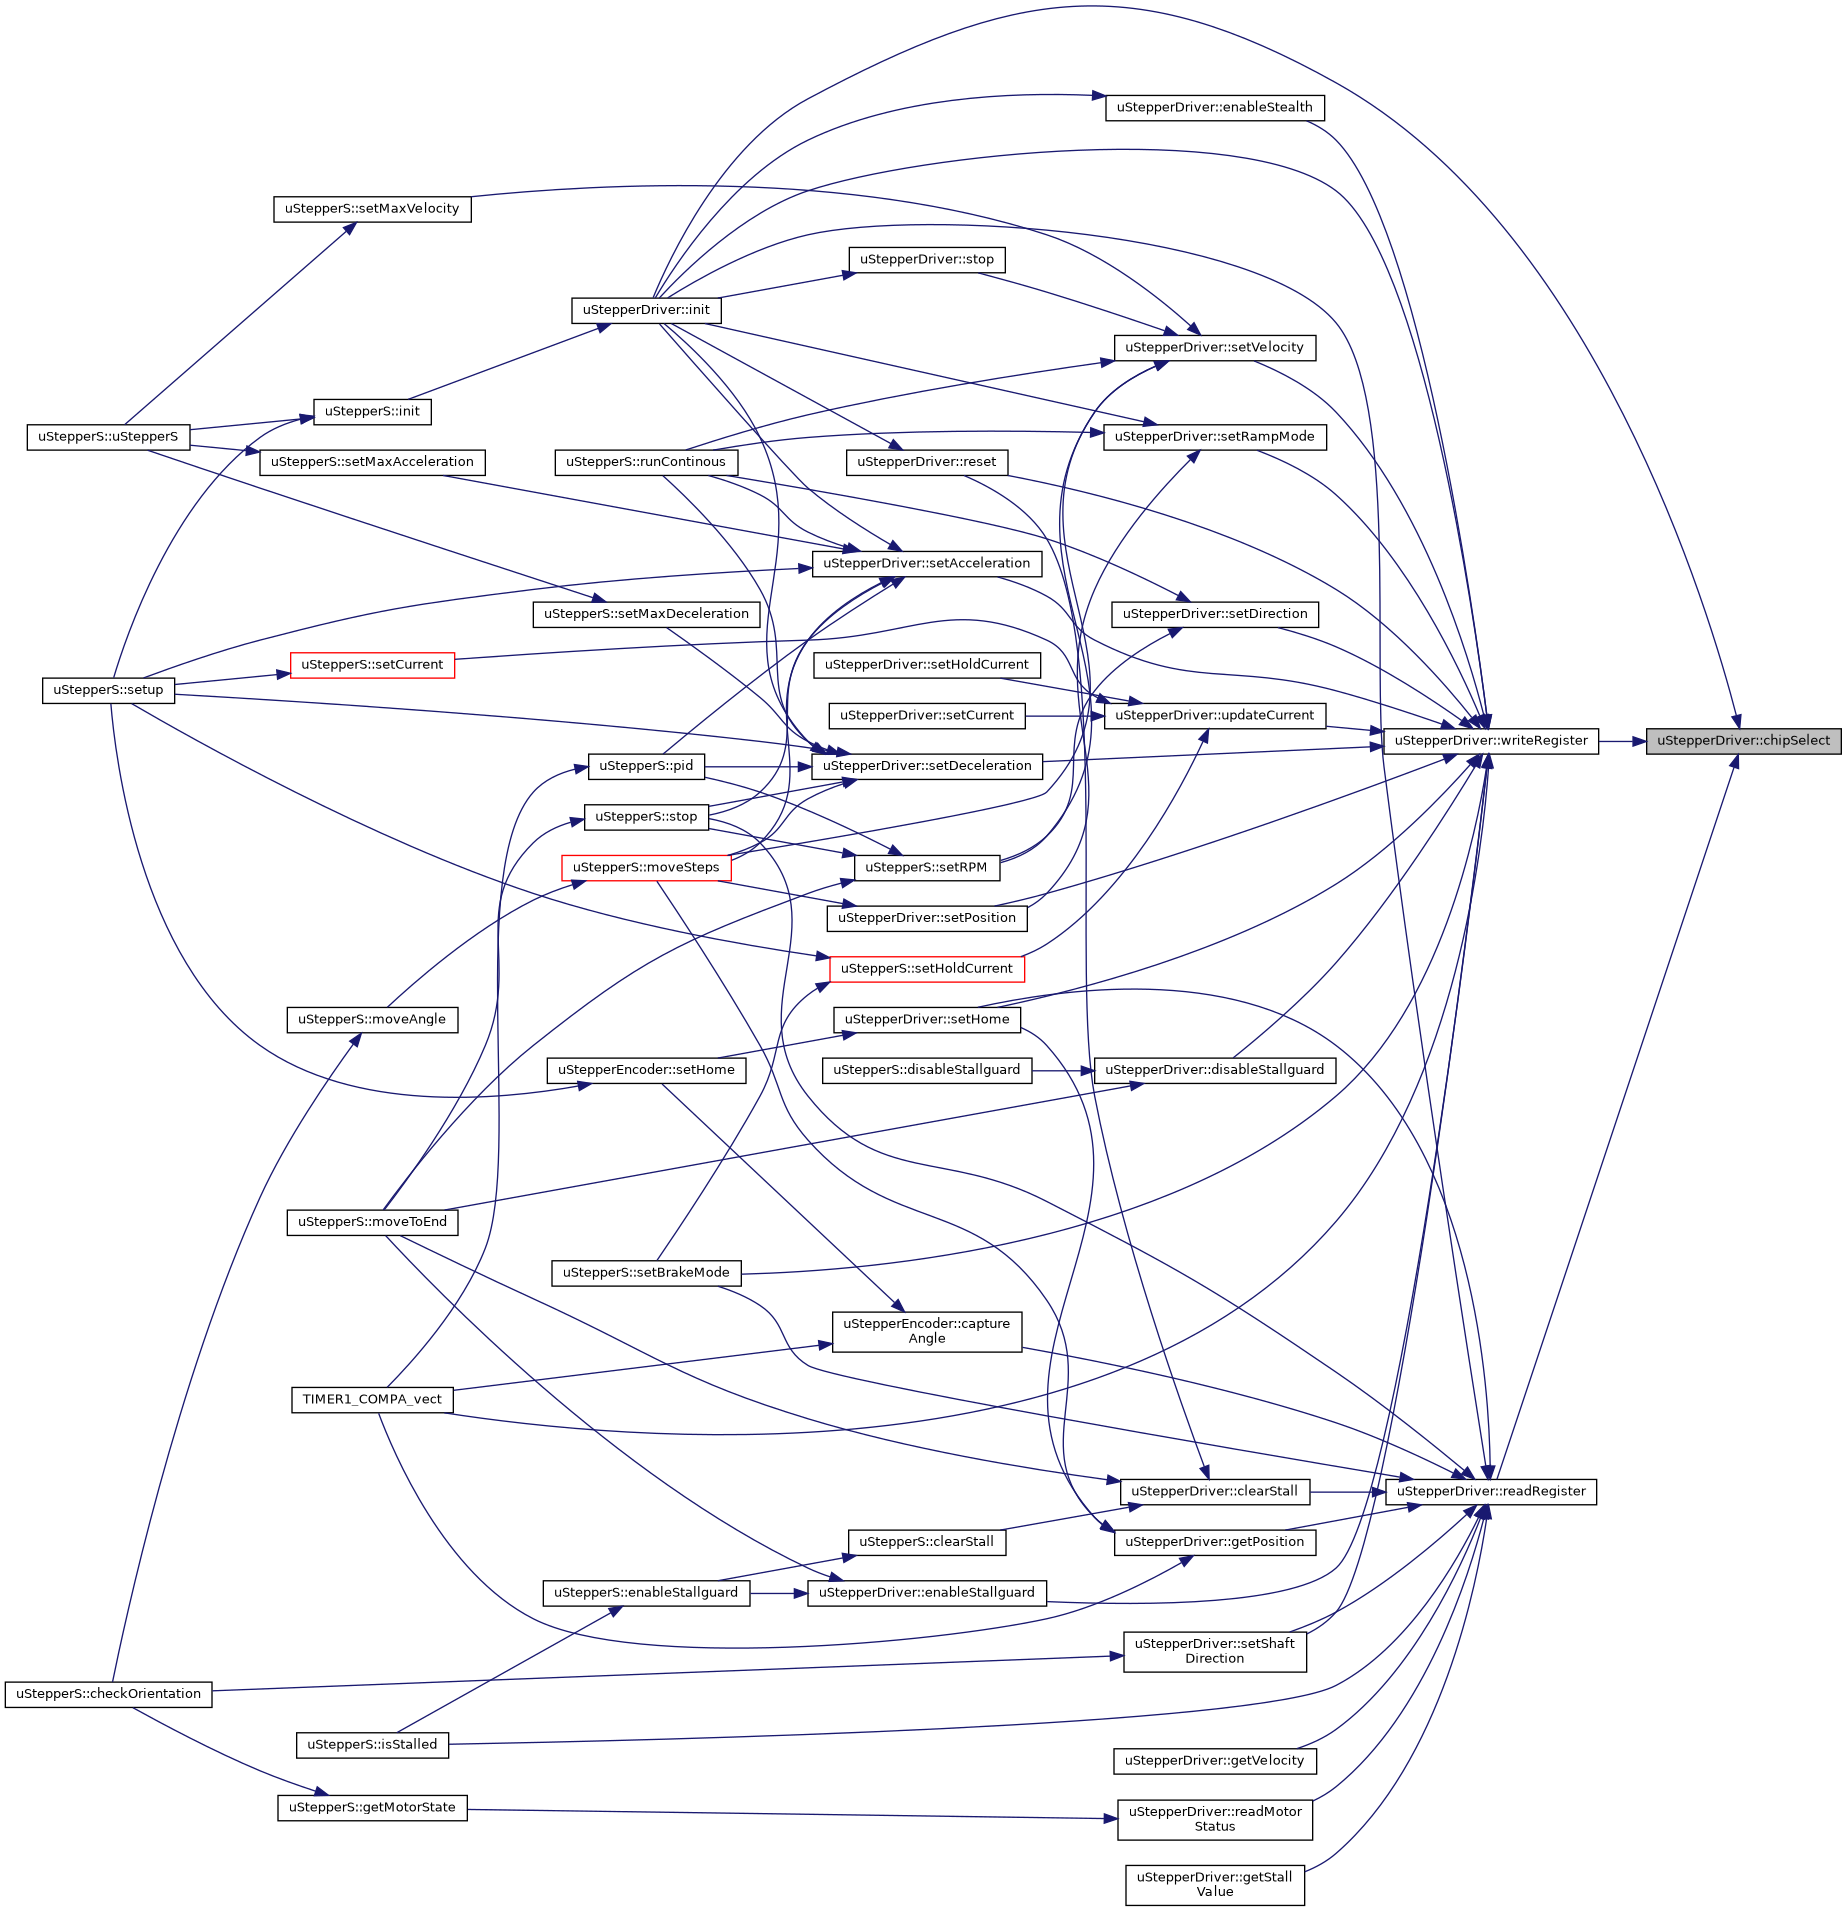 uStepperDriver::enableStealth
uStepperS::setMaxVelocity
uStepperDriver::stop
uStepperDriver::init
uStepperDriver::setVelocity
uStepperS::init
uStepperS::uStepperS
uStepperDriver::setRampMode
uStepperS::setMaxAcceleration
uStepperS::runContinous
uStepperDriver::reset
uStepperDriver::setAcceleration
uStepperS::setMaxDeceleration
uStepperDriver::setDirection
uStepperS::setCurrent
uStepperDriver::setHoldCurrent
uStepperS::setup
uStepperDriver::setCurrent
uStepperDriver::updateCurrent
uStepperDriver::writeRegister
uStepperDriver::chipSelect
uStepperS::pid
uStepperDriver::setDeceleration
uStepperS::stop
uStepperS::moveSteps
uStepperS::setRPM
uStepperDriver::setPosition
uStepperS::setHoldCurrent
uStepperS::moveAngle
uStepperDriver::setHome
uStepperEncoder::setHome
uStepperS::disableStallguard
uStepperDriver::disableStallguard
uStepperS::moveToEnd
uStepperS::setBrakeMode
uStepperEncoder::capture
Angle
TIMER1_COMPA_vect
uStepperDriver::clearStall
uStepperDriver::readRegister
uStepperS::clearStall
uStepperDriver::getPosition
uStepperS::enableStallguard
uStepperDriver::enableStallguard
uStepperDriver::setShaft
Direction
uStepperS::checkOrientation
uStepperS::isStalled
uStepperDriver::getVelocity
uStepperS::getMotorState
uStepperDriver::readMotor
Status
uStepperDriver::getStall
Value